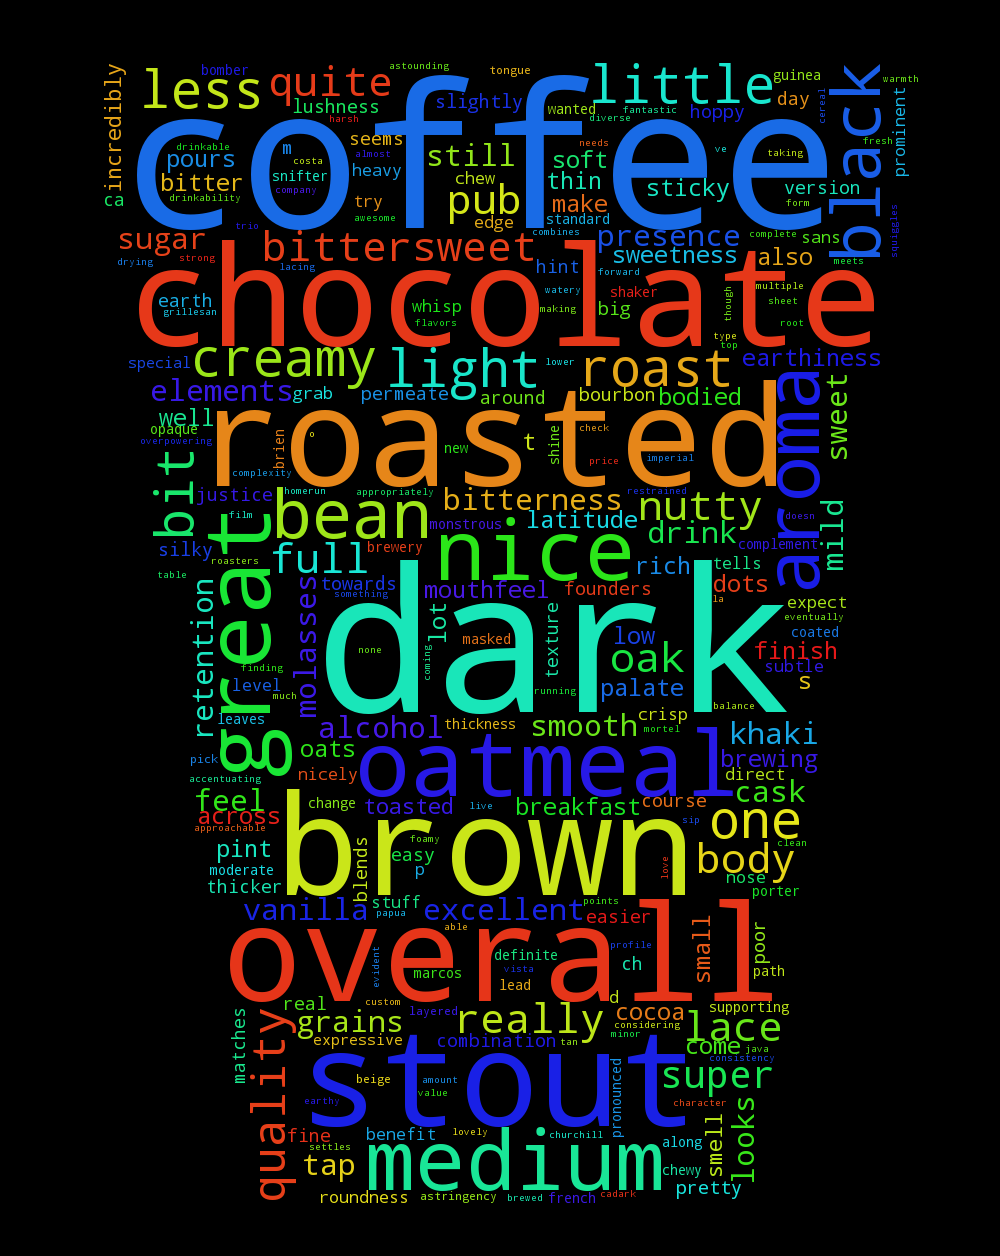 astounding
bomber
tongue
coffee
less
quite
little
guinea
black
warmth
incredibly
lushness
harsh
slightly
wanted
fantastic
diverse
hoppy
day
cereal
prominent
drinkable
pours
m
seems
almost
still
soft
needs
ve
taking
fresh
bitter
costa
snifter
heavy
chew
thin
sticky
version
ca
drinkability
company
try
pub
make
form
awesome
edge
standard
squiggles
trio
combines
sugar
bittersweet
presence
complete
sans
strong
sweetness
also
drying
lacing
hint
forward
meets
chocolate
earth
grillesan
whisp
flavors
watery
making
shaker
big
though
multiple
sheet
root
type
top
special
creamy
light
lower
roast
earthiness
elements
grab
permeate
around
bourbon
bodied
aroma
sweet
roasted
well
opaque
overpowering
brien
o
new
t
shine
check
price
imperial
bit
complexity
justice
homerun
appropriately
bitterness
restrained
nutty
great
film
bean
monstrous
latitude
drink
doesn
complement
mild
silky
roasters
full
brewery
nice
rich
tells
table
towards
something
mouthfeel
founders
dots
la
expect
eventually
retention
molasses
dark
none
lot
masked
texture
low
coated
coming
oak
finish
finding
level
much
running
palate
subtle
s
balance
leaves
alcohol
thickness
smooth
crisp
mortel
khaki
pick
oats
oatmeal
brewing
accentuating
nicely
direct
feel
change
toasted
live
breakfast
course
cask
across
approachable
brown
sip
one
pint
blends
easy
foamy
love
body
clean
moderate
p
thicker
nose
porter
vanilla
stuff
papua
excellent
points
easier
able
overall
evident
marcos
definite
vista
lead
profile
ch
small
poor
path
real
custom
layered
d
supporting
quality
matches
grains
really
cocoa
considering
lace
expressive
combination
tan
minor
come
java
consistency
stout
beige
amount
value
super
earthy
pronounced
character
fine
benefit
lovely
churchill
along
smell
looks
settles
tap
medium
chewy
pretty
roundness
astringency
brewed
french
cadark